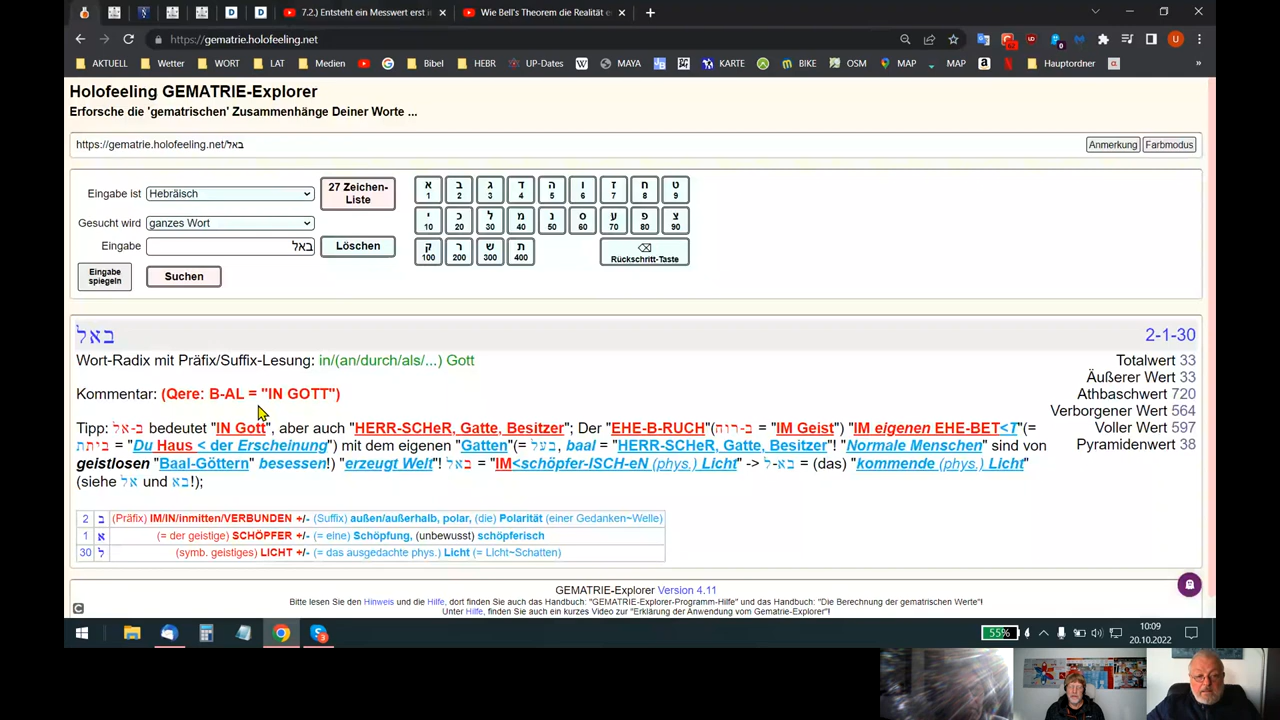 7.2.) Entsteht ein Messwert erst i
Wie Bell's Theorem die Realität e
https://gematrie.holofeeling.net
AKTUELL Wetter WORT LAT Medien Bibel HEBR UP-Dates MAYA KARTE BIKE OSM MAP MAP Hauptordner »
Holofeeling GEMATRIE-Explorer
Erforsche die 'gematrischen' Zusammenhänge Deiner Worte ...
https://gematrie.holofeeling.net/באל
Anmerkung Farbmodus
Eingabe ist Hebräisch
27 Zeichen-
Liste
Gesucht wird ganzes Wort
Eingabe באל
Löschen
Eingabe
spiegeln
Suchen
א ב ג ד ה ו ז ח ט
1 2 3 4 5 6 7 8 9
י כ ל מ נ ס ע פ צ
10 20 30 40 50 60 70 80 90
ק ר ש ת
100 200 300 400
Rückschritt-Taste
באל 2-1-30
Wort-Radix mit Präfix/Suffix-Lesung: in/(an/durch/als/...) Gott
Totalwert 33
Äußerer Wert 33
Athbaschwert 720
Verborgener Wert 564
Voller Wert 597
Pyramidenwert 38
Kommentar: (Qere: B-AL = "IN GOTT")
Tipp: ב-אל bedeutet "IN Gott", aber auch "HERR-SCHeR, Gatte, Besitzer"; Der "EHE-B-RUCH"(ב-רוח = "IM Geist") "IM eigenen EHE-BET<T"(=
ביתת = "Du Haus < der Erscheinung") mit dem eigenen "Gatten"(= בעל, baal = "HERR-SCHeR, Gatte, Besitzer"! "Normale Menschen" sind von
geistlosen "Baal-Göttern" besessen!) "erzeugt Welt"! באל = "IM<schöpfer-ISCH-eN (phys.) Licht" -> בא-ל = (das) "kommende (phys.) Licht"
(siehe אל und בא!);
2 ב (Präfix) IM/IN/inmitten/VERBUNDEN +/- (Suffix) außen/außerhalb, polar, (die) Polarität (einer Gedanken~Welle)
1 א (= der geistige) SCHÖPFER +/- (= eine) Schöpfung, (unbewusst) schöpferisch
30 ל (symb. geistiges) LICHT +/- (= das ausgedachte phys.) Licht (= Licht~Schatten)
GEMATRIE-Explorer Version 4.11
Bitte lesen Sie den Hinweis und die Hilfe, dort finden Sie auch das Handbuch: "GEMATRIE-Explorer-Programm-Hilfe" und das Handbuch: "Die Berechnung der gematrischen Werte"!
Unter Hilfe, finden Sie auch ein kurzes Video zur "Erklärung der Anwendung vom Gematrie-Explorer"!
55%
10:09
20.10.2022